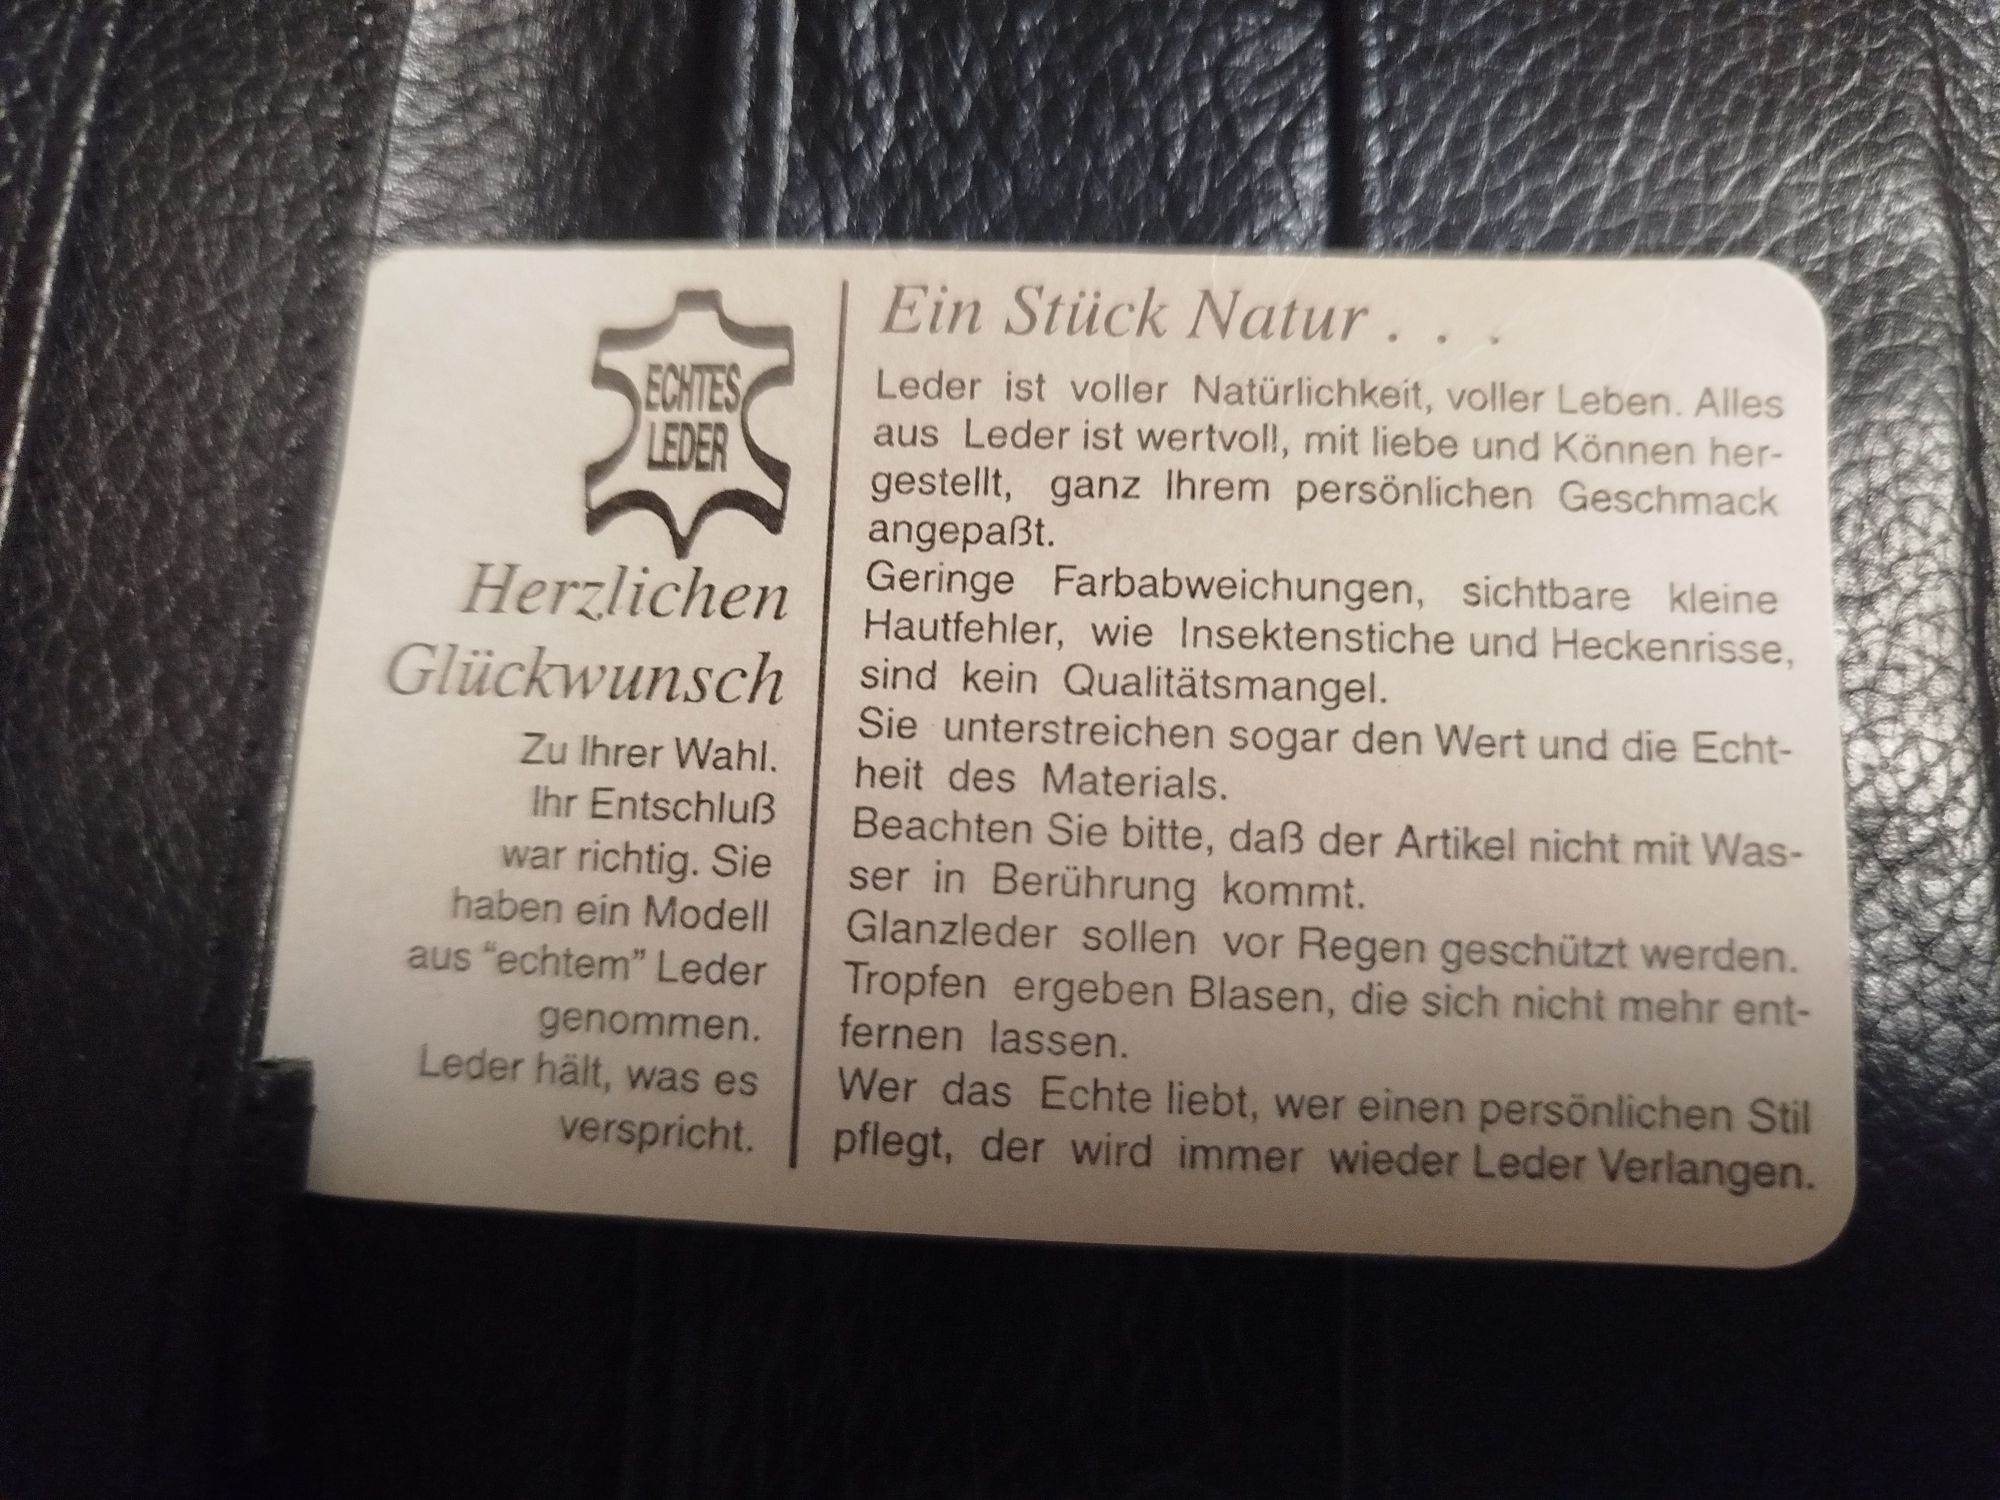 ECHTES
LEDER
Herzlichen
Glückwunsch
Zu Ihrer Wahl.
Ihr Entschluß
war richtig. Sie
haben ein Modell
aus “echtem” Leder
genommen.
Leder hält, was es
verspricht.
Ein Stück Natur . . .
Leder ist voller Natürlichkeit, voller Leben. Alles
aus Leder ist wertvoll, mit liebe und Können her-
gestellt, ganz Ihrem persönlichen Geschmack
angepaßt.
Geringe Farbabweichungen, sichtbare kleine
Hautfehler, wie Insektenstiche und Heckenrisse,
sind kein Qualitätsmangel.
Sie unterstreichen sogar den Wert und die Echt-
heit des Materials.
Beachten Sie bitte, daß der Artikel nicht mit Was-
ser in Berührung kommt.
Glanzleder sollen vor Regen geschützt werden.
Tropfen ergeben Blasen, die sich nicht mehr ent-
fernen lassen.
Wer das Echte liebt, wer einen persönlichen Stil
pflegt, der wird immer wieder Leder Verlangen.